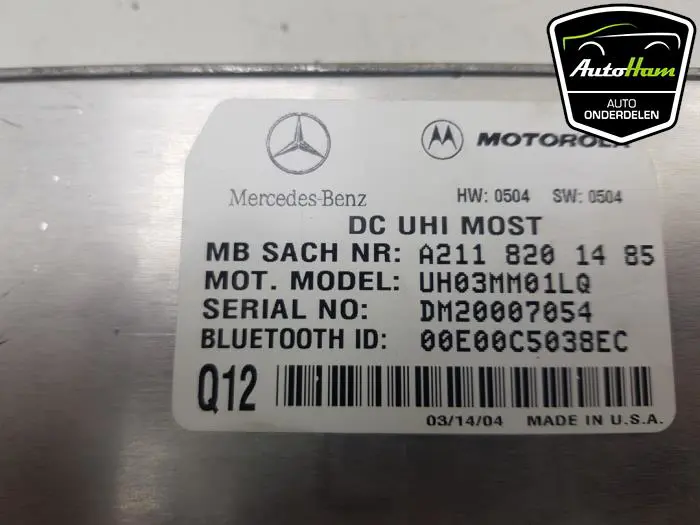 AutoHam
AUTO
ONDERDELEN
Mercedes-Benz
MOTOROLA
HW: 0504 SW: 0504
DC UHI MOST
MB SACH NR: A211 820 14 85
MOT. MODEL: UH03MM01LQ
SERIAL NO: DM20007054
BLUETOOTH ID: 00E00C5038EC
Q12
03/14/04 MADE IN U.S.A.